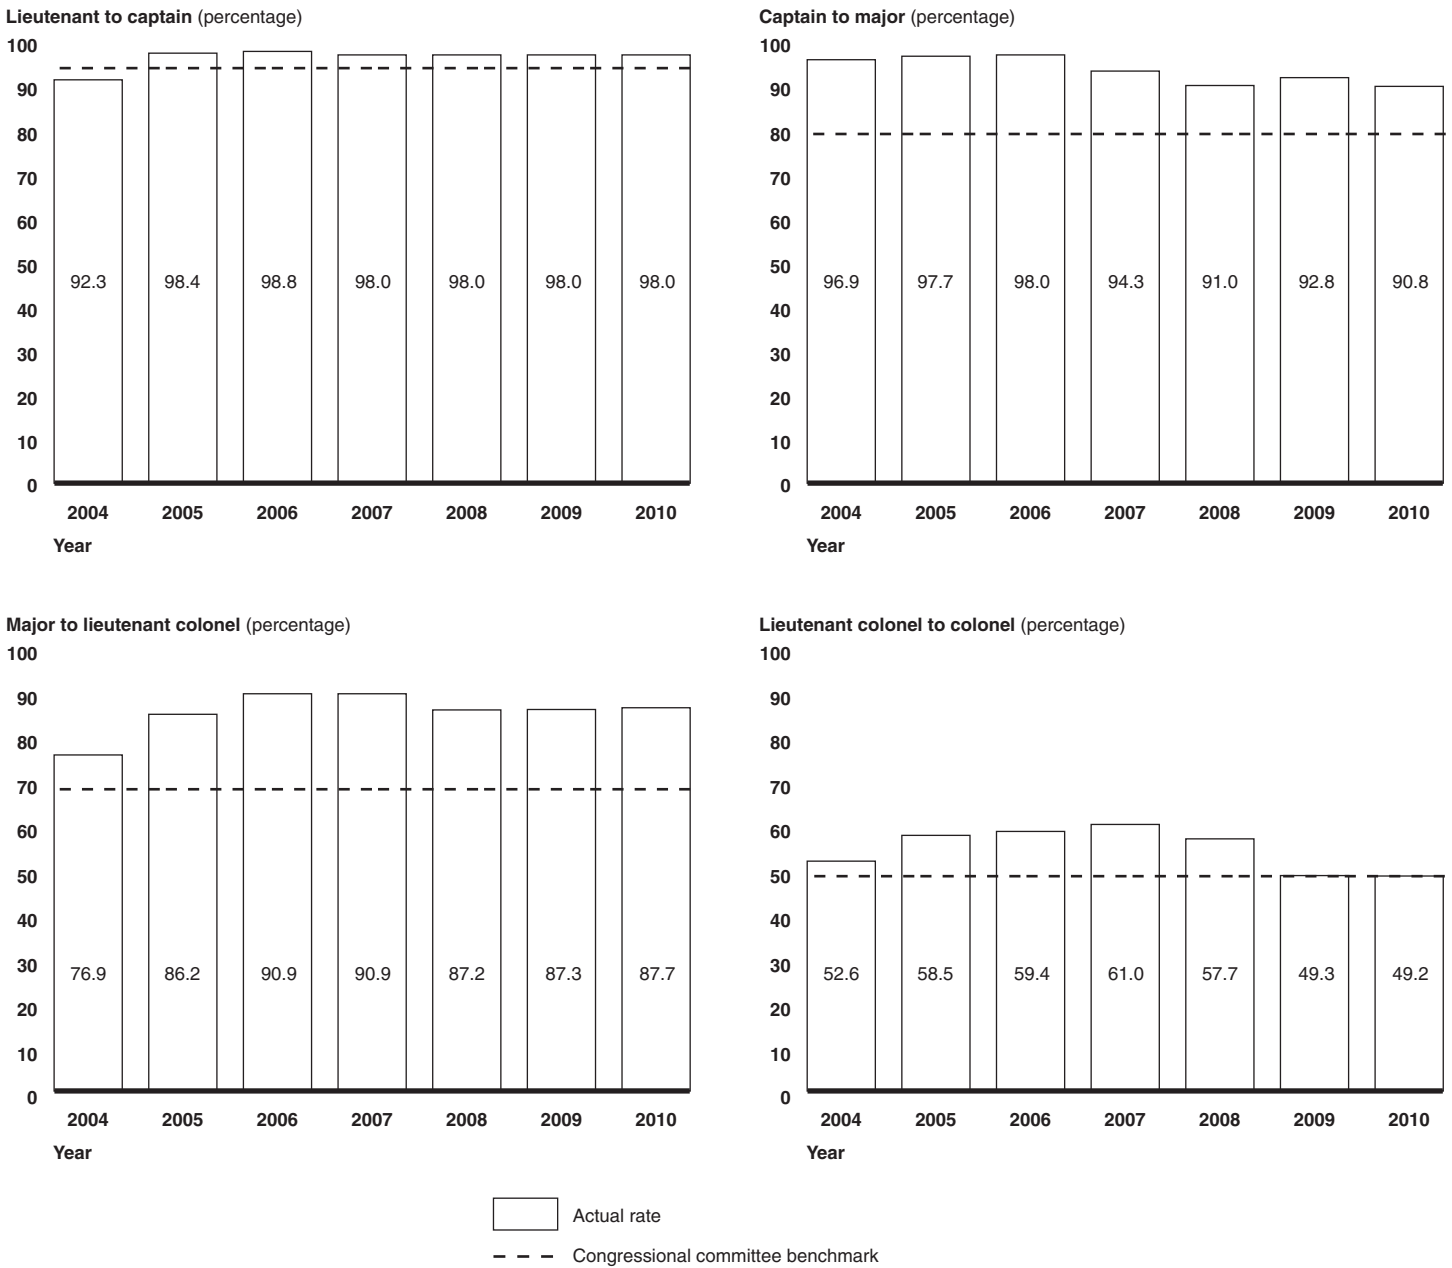 Lieutenant to captain (percentage)
100
90
80
70
60
50
40
30
20
10
0
92.3 98.4 98.8 98.0 98.0 98.0 98.0
2004 2005 2006 2007 2008 2009 2010
Year
Captain to major (percentage)
100
90
80
70
60
50
40
30
20
10
0
96.9 97.7 98.0 94.3 91.0 92.8 90.8
2004 2005 2006 2007 2008 2009 2010
Year
Major to lieutenant colonel (percentage)
100
90
80
70
60
50
40
30
20
10
0
76.9 86.2 90.9 90.9 87.2 87.3 87.7
2004 2005 2006 2007 2008 2009 2010
Year
Lieutenant colonel to colonel (percentage)
100
90
80
70
60
50
40
30
20
10
0
52.6 58.5 59.4 61.0 57.7 49.3 49.2
2004 2005 2006 2007 2008 2009 2010
Year
Actual rate
Congressional committee benchmark